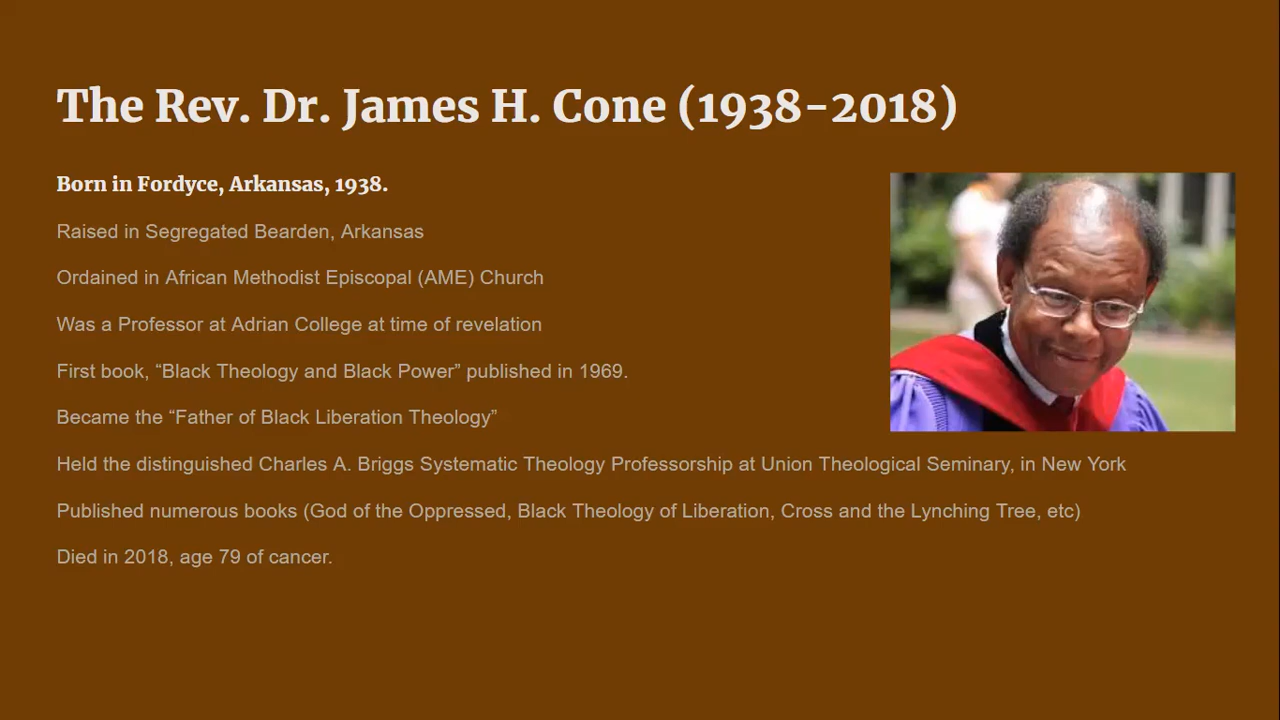 The Rev. Dr. James H. Cone (1938-2018)
Born in Fordyce, Arkansas, 1938.
Raised in Segregated Bearden, Arkansas
Ordained in African Methodist Episcopal (AME) Church
Was a Professor at Adrian College at time of revelation
First book, “Black Theology and Black Power” published in 1969.
Became the “Father of Black Liberation Theology”
Held the distinguished Charles A. Briggs Systematic Theology Professorship at Union Theological Seminary, in New York
Published numerous books (God of the Oppressed, Black Theology of Liberation, Cross and the Lynching Tree, etc)
Died in 2018, age 79 of cancer.